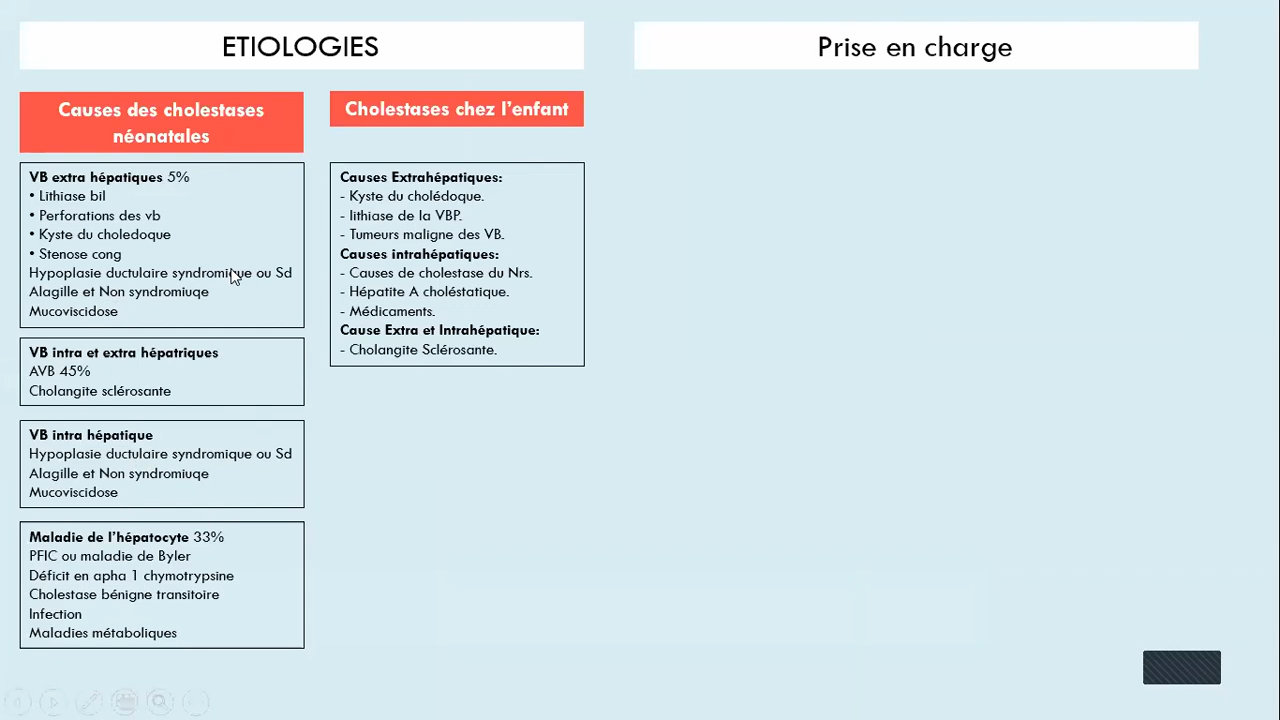 ETIOLOGIES
Causes des cholestases
néonatales
VB extra hépatiques 5%
• Lithiase bil
• Perforations des vb
• Kyste du choledoque
• Stenose cong
Hypoplasie ductulaire syndromique ou Sd
Alagille et Non syndromiuqe
Mucoviscidose
VB intra et extra hépatriques
AVB 45%
Cholangite sclérosante
VB intra hépatique
Hypoplasie ductulaire syndromique ou Sd
Alagille et Non syndromiuqe
Mucoviscidose
Maladie de l'hépatocyte 33%
PFIC ou maladie de Byler
Déficit en apha 1 chymotrypsine
Cholestase bénigne transitoire
Infection
Maladies métaboliques
Cholestases chez l'enfant
Causes Extrahépatiques:
- Kyste du cholédoque.
- lithiase de la VBP.
- Tumeurs maligne des VB.
Causes intrahépatiques:
- Causes de cholestase du Nrs.
- Hépatite A choléstatique.
- Médicaments.
Cause Extra et Intrahépatique:
- Cholangite Sclérosante.
Prise en charge